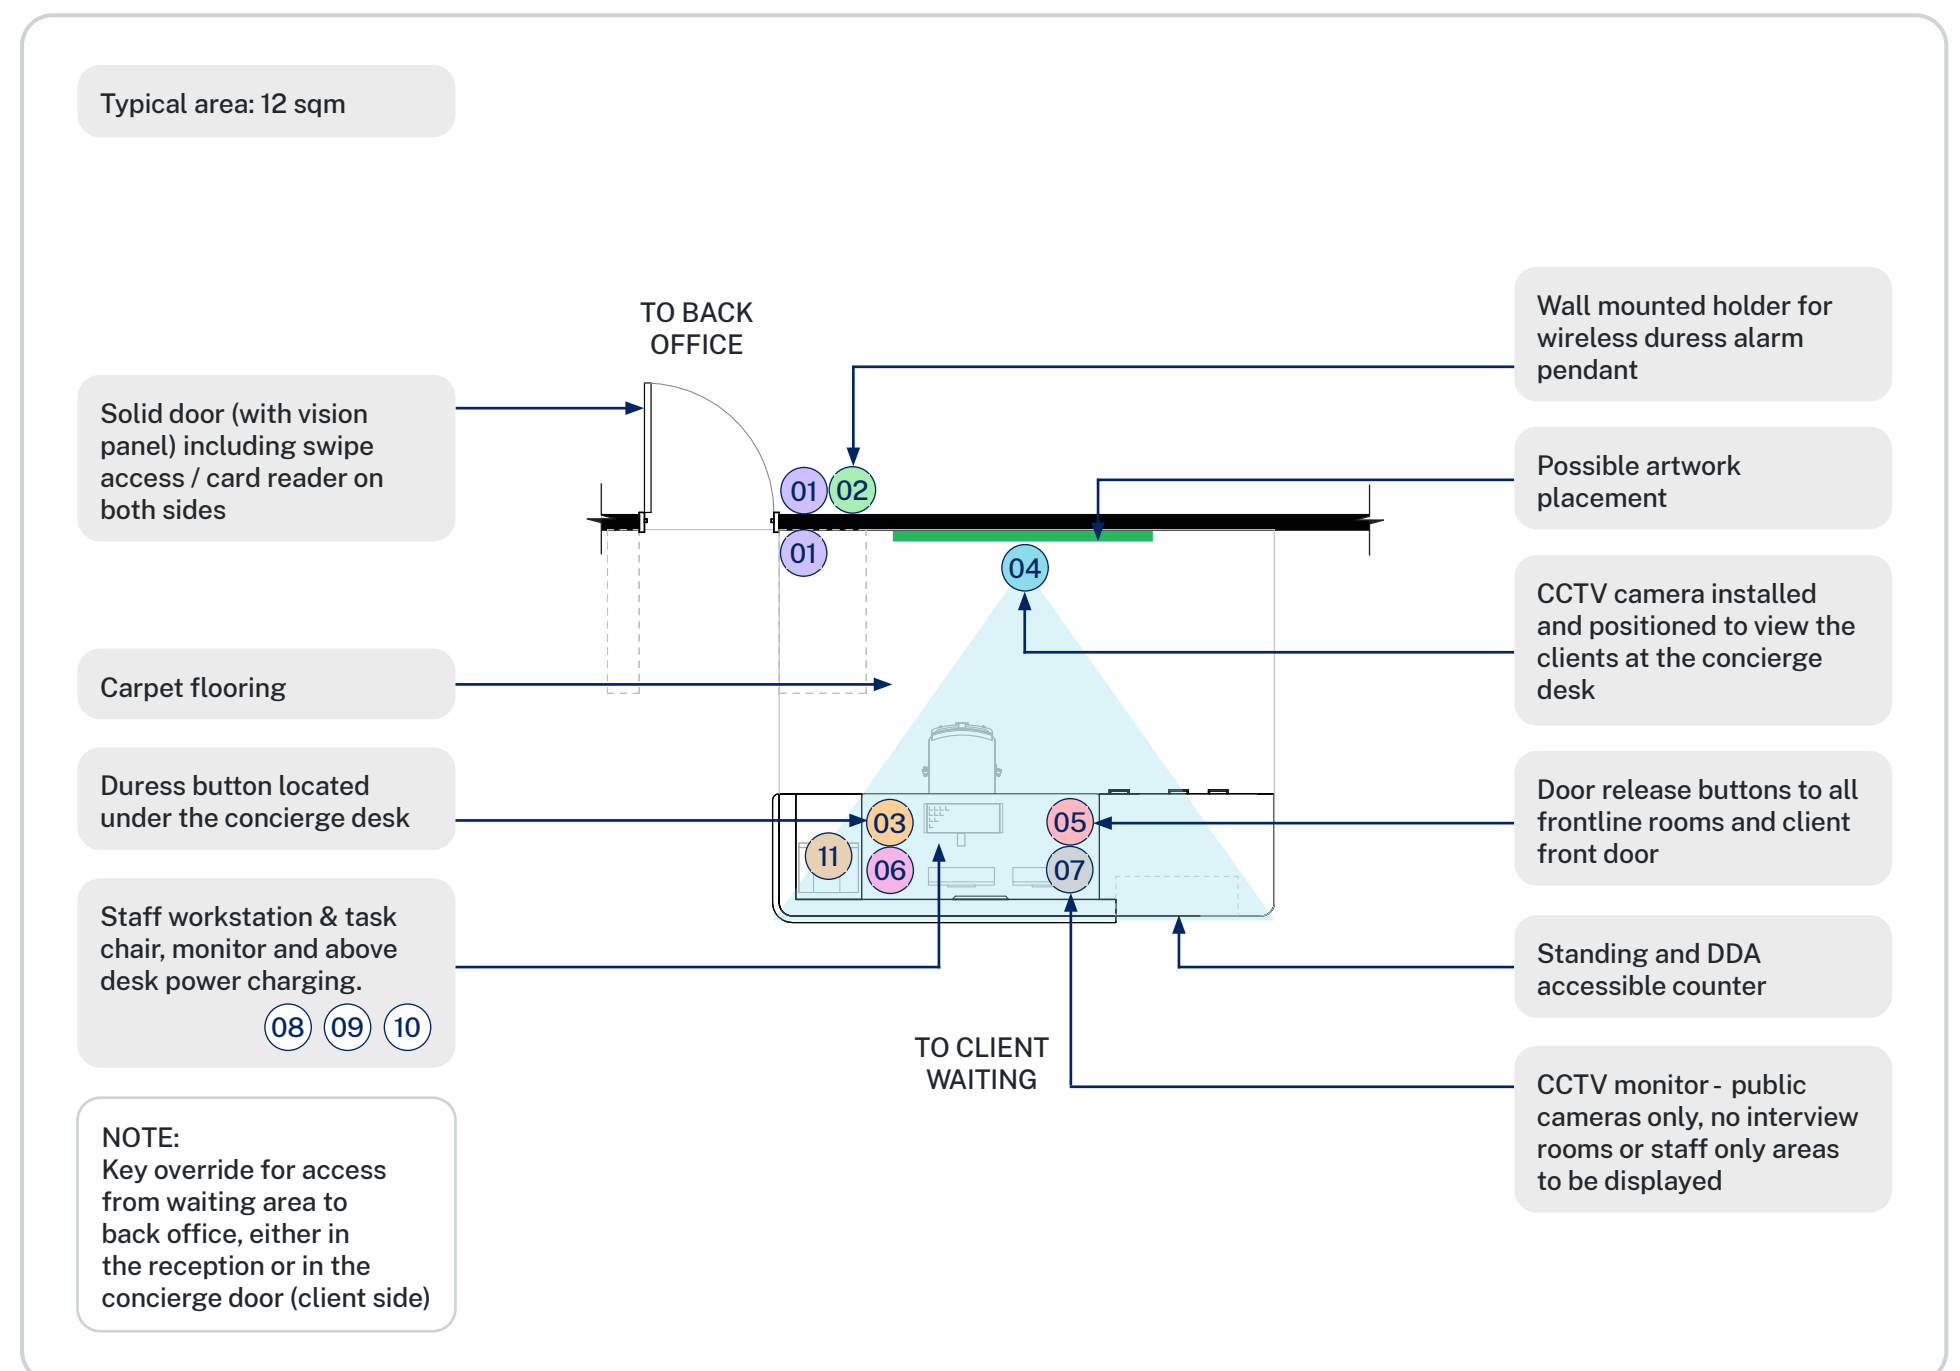 Typical area: 12 sqm
TO BACK
OFFICE
Solid door (with vision
panel) including swipe
access / card reader on
both sides
Carpet flooring
Duress button located
under the concierge desk
Staff workstation & task
chair, monitor and above
desk power charging.
08 09 10
NOTE:
Key override for access
from waiting area to
back office, either in
the reception or in the
concierge door (client side)
01 02
01
04
03
05
11
06
07
TO CLIENT
WAITING
Wall mounted holder for
wireless duress alarm
pendant
Possible artwork
placement
CCTV camera installed
and positioned to view the
clients at the concierge
desk
Door release buttons to all
frontline rooms and client
front door
Standing and DDA
accessible counter
CCTV monitor - public
cameras only, no interview
rooms or staff only areas
to be displayed